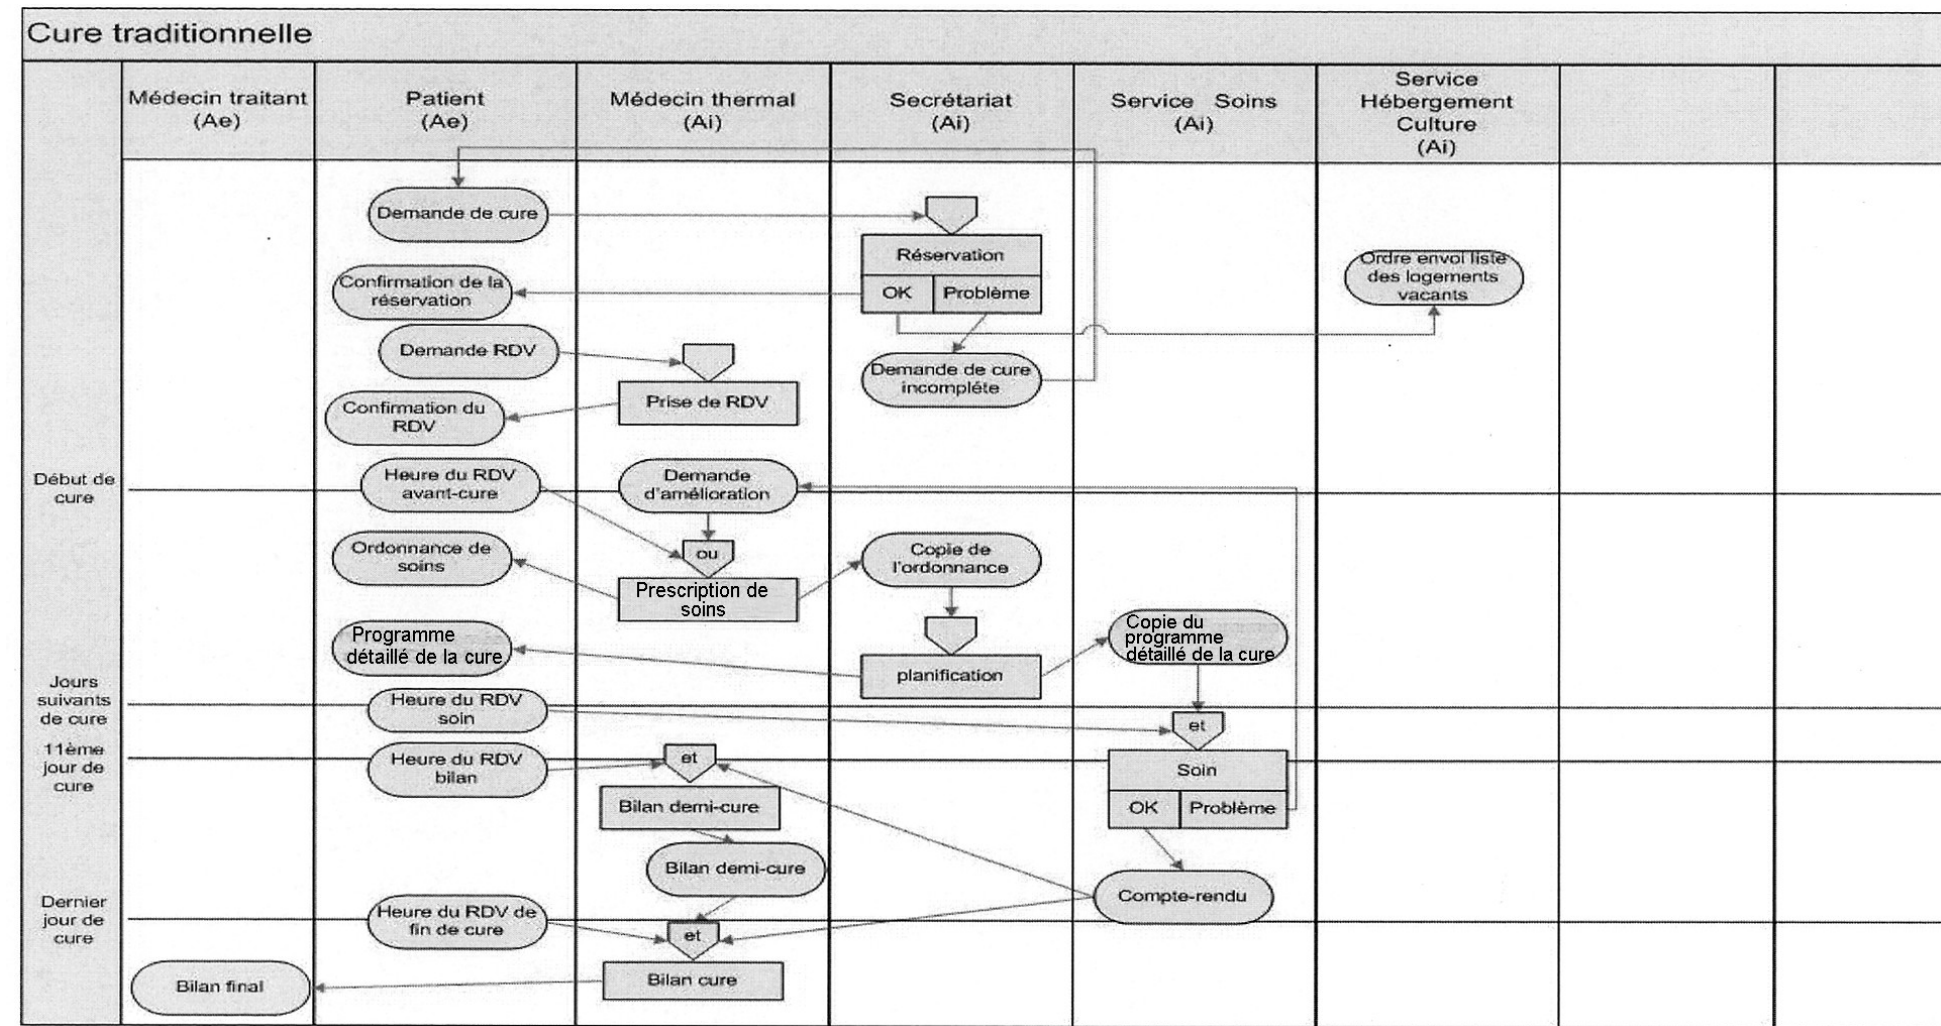 Cure traditionnelle
Médecin traitant
(Ae)
Patient
(Ae)
Médecin thermal
(Ai)
Secrétariat
(Ai)
Service Soins
(Ai)
Service
Hébergement
Culture
(Ai)
Demande de cure
Réservation
OK
Problème
Confirmation de la
réservation
Ordre envoi liste
des logements
vacants
Demande RDV
Demande de cure
incompléte
Prise de RDV
Confirmation du
RDV
Début de
cure
Heure du RDV
avant-cure
Demande
d'amélioration
Ordonnance de
soins
ou
Prescription de
soins
Copie de
l'ordonnance
Programme
détaillé de la cure
planification
Copie du
programme
détaillé de la cure
Jours
suivants
de cure
Heure du RDV
soin
et
11ème
jour de
cure
Heure du RDV
bilan
et
Soin
OK
Problème
Bilan demi-cure
Bilan demi-cure
Compte-rendu
Dernier
jour de
cure
Heure du RDV de
fin de cure
et
Bilan cure
Bilan final